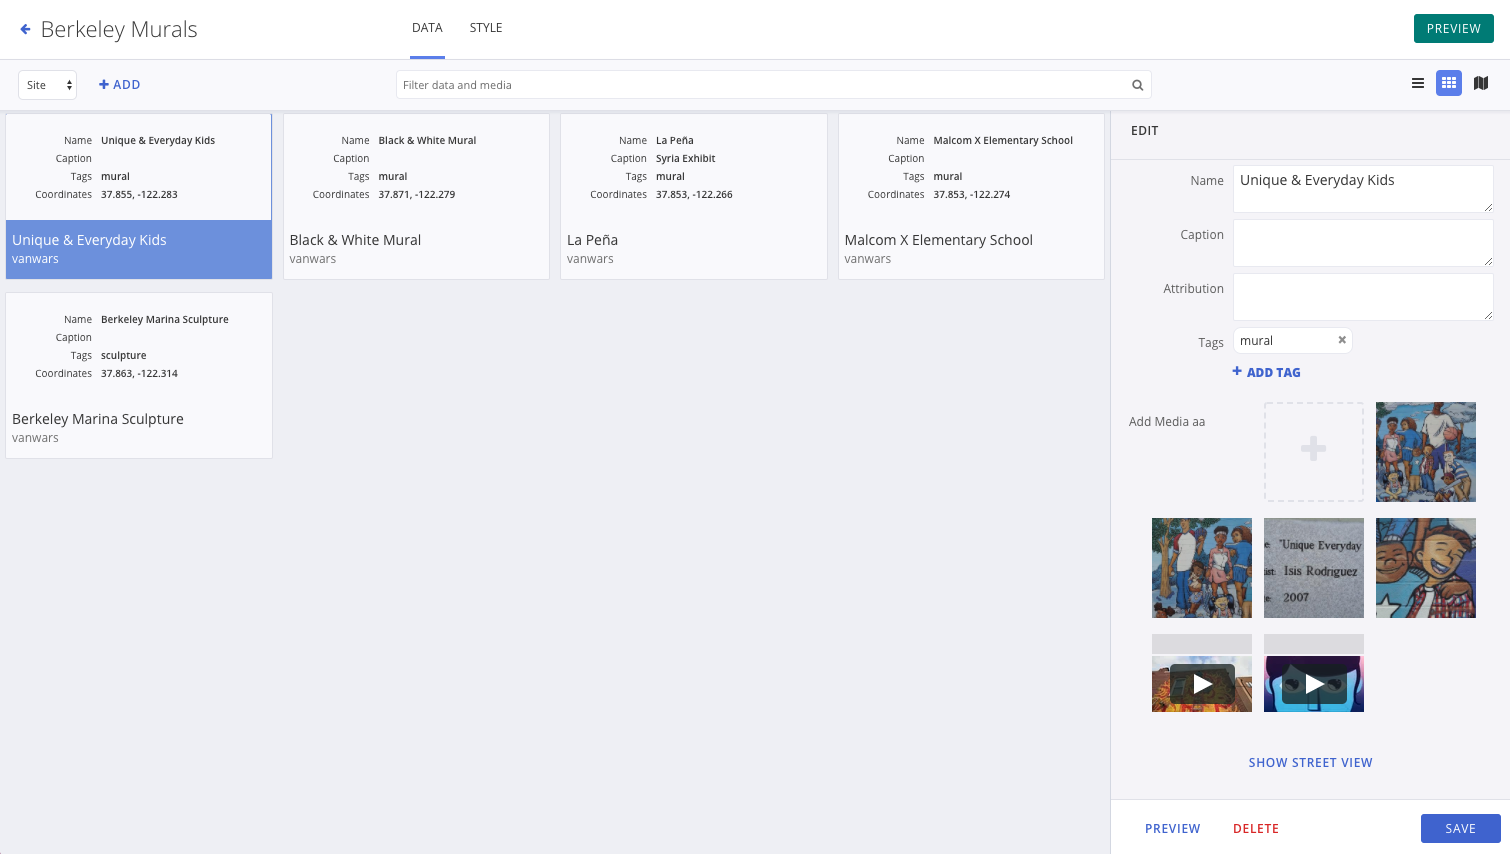 Berkeley Murals
DATA STYLE
PREVIEW
Site
ADD
Filter data and media
Name Unique & Everyday Kids
Caption
Tags mural
Coordinates 37.855, -122.283
Unique & Everyday Kids
vanwars
Name Black & White Mural
Caption
Tags mural
Coordinates 37.871, -122.279
Black & White Mural
vanwars
Name La Peña
Caption Syria Exhibit
Tags mural
Coordinates 37.853, -122.266
La Peña
vanwars
Name Malcom X Elementary School
Caption
Tags mural
Coordinates 37.853, -122.274
Malcom X Elementary School
vanwars
Name Berkeley Marina Sculpture
Caption
Tags sculpture
Coordinates 37.863, -122.314
Berkeley Marina Sculpture
vanwars
EDIT
Name Unique & Everyday Kids
Caption
Attribution
Tags mural
ADD TAG
Add Media aa
"Unique Everyday
Isis Rodriguez
2007
SHOW STREET VIEW
PREVIEW DELETE SAVE